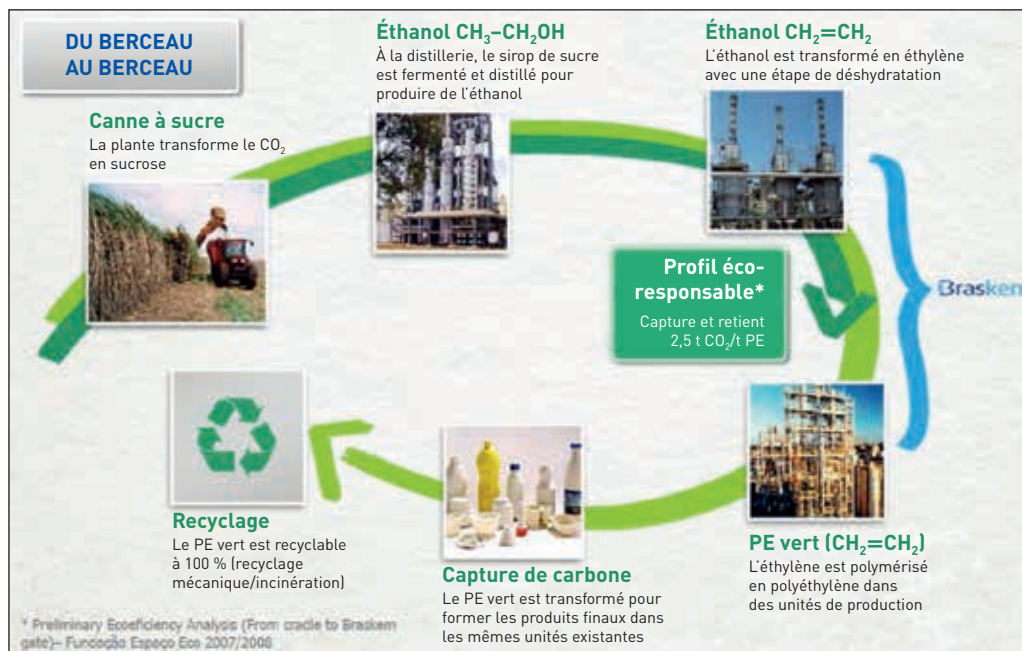 DU BERCEAU
AU BERCEAU
Canne à sucre
La plante transforme le CO₂
en sucrose
Éthanol CH₃–CH₂OH
À la distillerie, le sirop de sucre
est fermenté et distillé pour
produire de l'éthanol
Éthanol CH₂=CH₂
L'éthanol est transformé en éthylène
avec une étape de déshydratation
Profil éco-
responsable*
Capture et retient
2,5 t CO₂/t PE
Braskem
PE vert (CH₂=CH₂)
L'éthylène est polymérisé
en polyéthylène dans
des unités de production
Capture de carbone
Le PE vert est transformé pour
former les produits finaux dans
les mêmes unités existantes
Recyclage
Le PE vert est recyclable
à 100 % (recyclage
mécanique/incinération)
* Preliminary Ecoefficiency Analysis (From cradle to Braskem
gate)– Fundação Espaço Eco 2007/2008